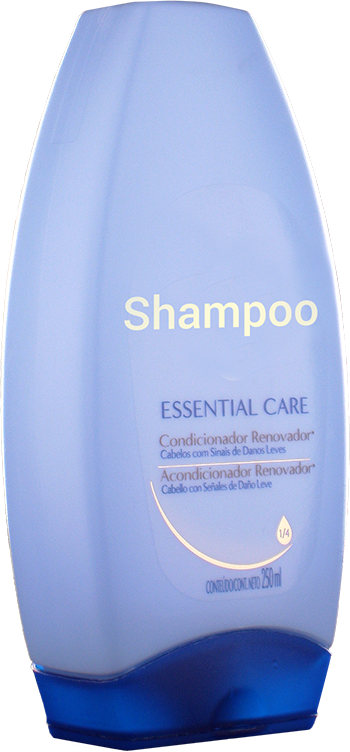 Shampoo
ESSENTIAL CARE
Condicionador Renovador*
Cabelos com Sinais de Danos Leves
Acondicionador Renovador*
Cabello con Señales de Daño Leve
1/4
CONTEÚDO/CONT. NETO 250 ml